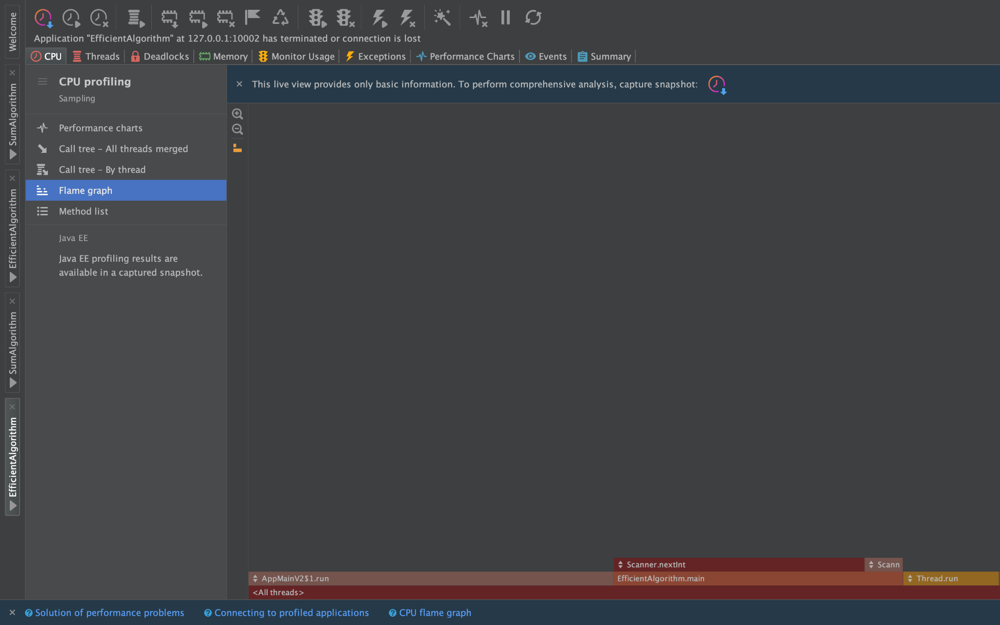 Application "EfficientAlgorithm" at 127.0.0.1:10002 has terminated or connection is lost
CPU
Threads
Deadlocks
Memory
Monitor Usage
Exceptions
Performance Charts
Events
Summary
Welcome
SumAlgorithm
EfficientAlgorithm
SumAlgorithm
EfficientAlgorithm
CPU profiling
Sampling
Performance charts
Call tree – All threads merged
Call tree – By thread
Flame graph
Method list
Java EE
Java EE profiling results are
available in a captured snapshot.
This live view provides only basic information. To perform comprehensive analysis, capture snapshot:
Scanner.nextInt
Scann
AppMainV2$1.run
EfficientAlgorithm.main
Thread.run
<All threads>
Solution of performance problems
Connecting to profiled applications
CPU flame graph